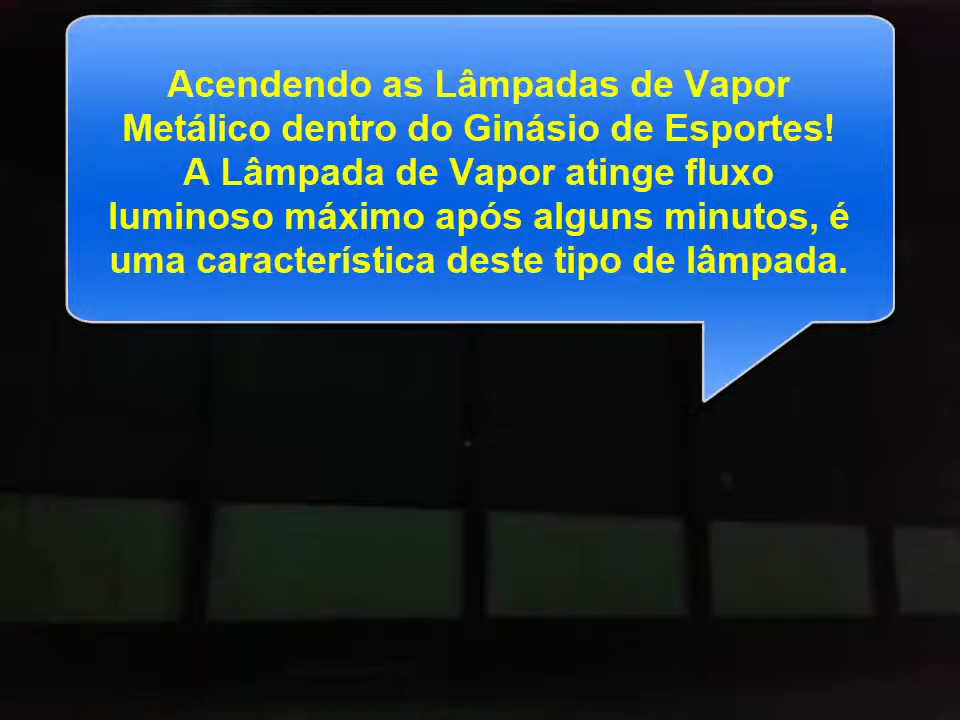 Acendendo as Lâmpadas de Vapor
Metálico dentro do Ginásio de Esportes!
A Lâmpada de Vapor atinge fluxo
luminoso máximo após alguns minutos, é
uma característica deste tipo de lâmpada.